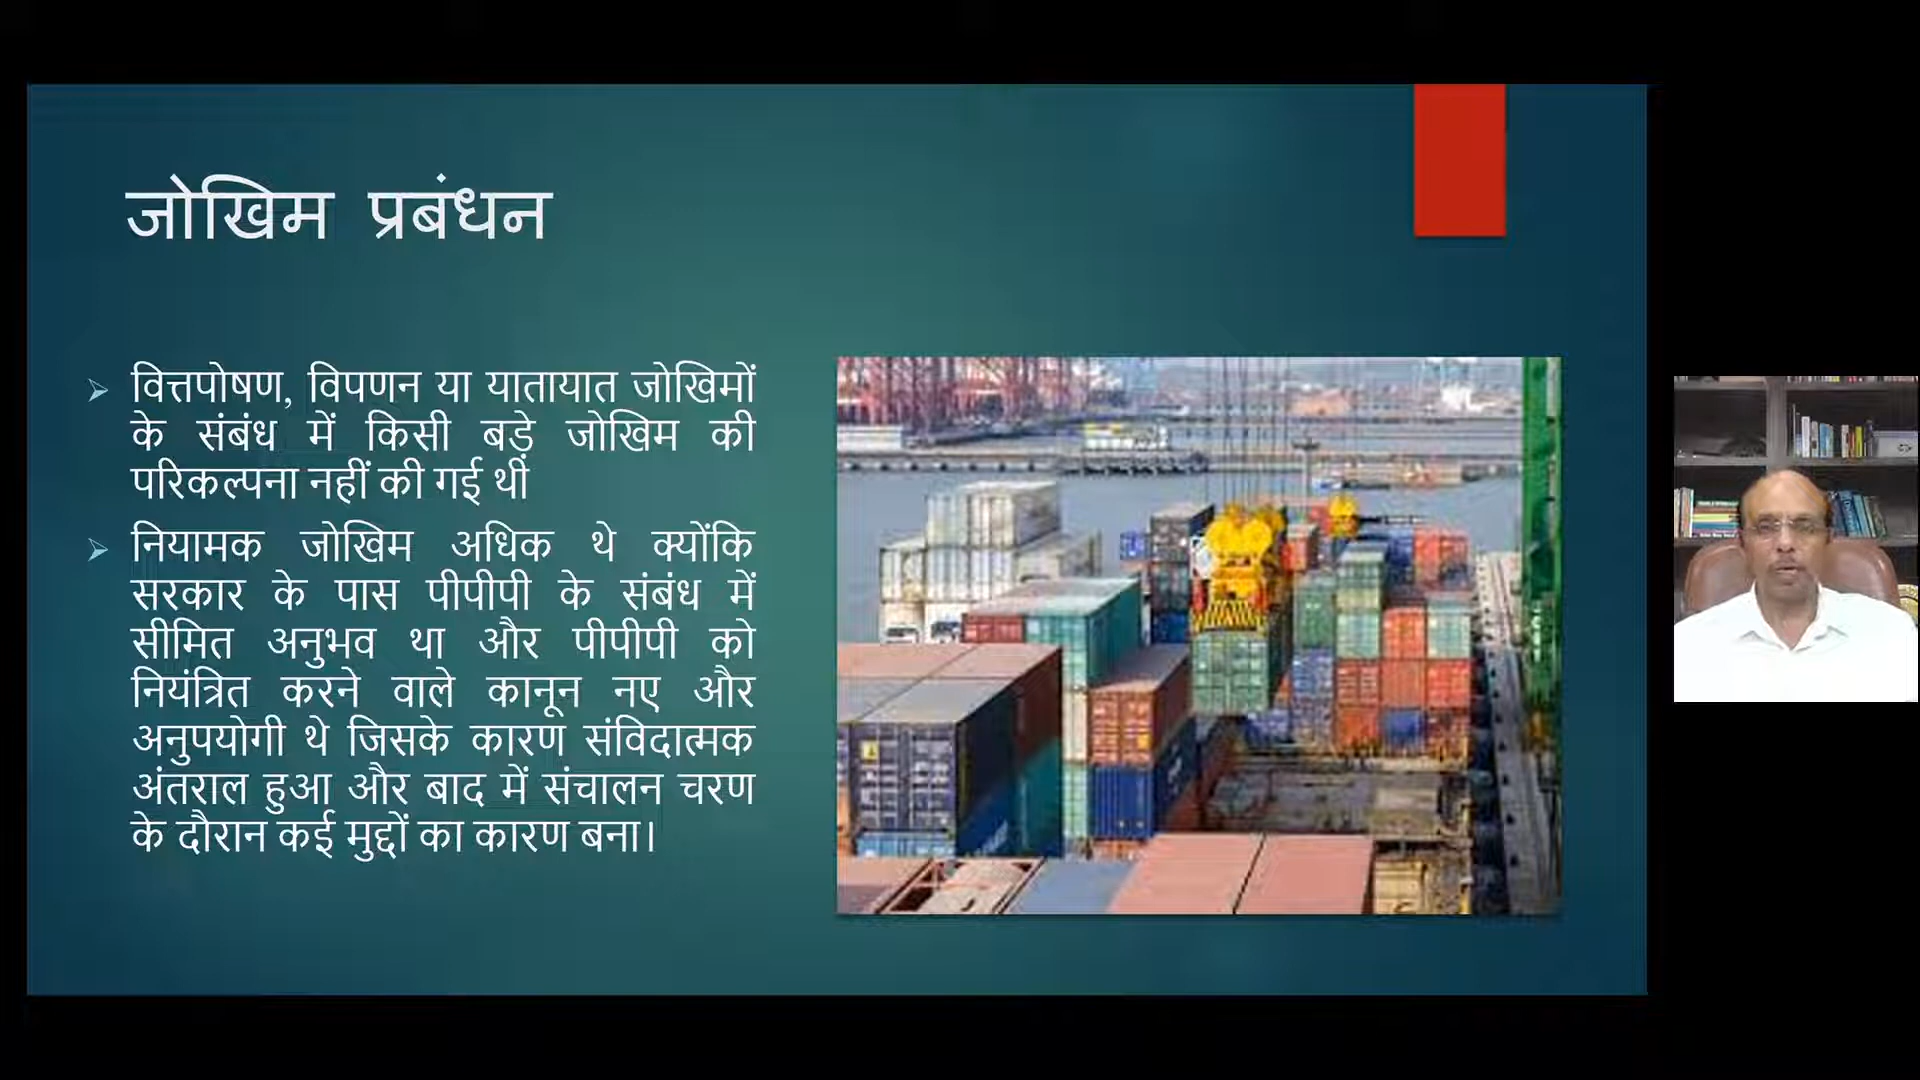 जोखिम प्रबंधन
वित्तपोषण, विपणन या यातायात जोखिमों
के संबंध में किसी बड़े जोखिम की
परिकल्पना नहीं की गई थी
नियामक जोखिम अधिक थे क्योंकि
सरकार के पास पीपीपी के संबंध में
सीमित अनुभव था और पीपीपी को
नियंत्रित करने वाले कानून नए और
अनुपयोगी थे जिसके कारण संविदात्मक
अंतराल हुआ और बाद में संचालन चरण
के दौरान कई मुद्दों का कारण बना।